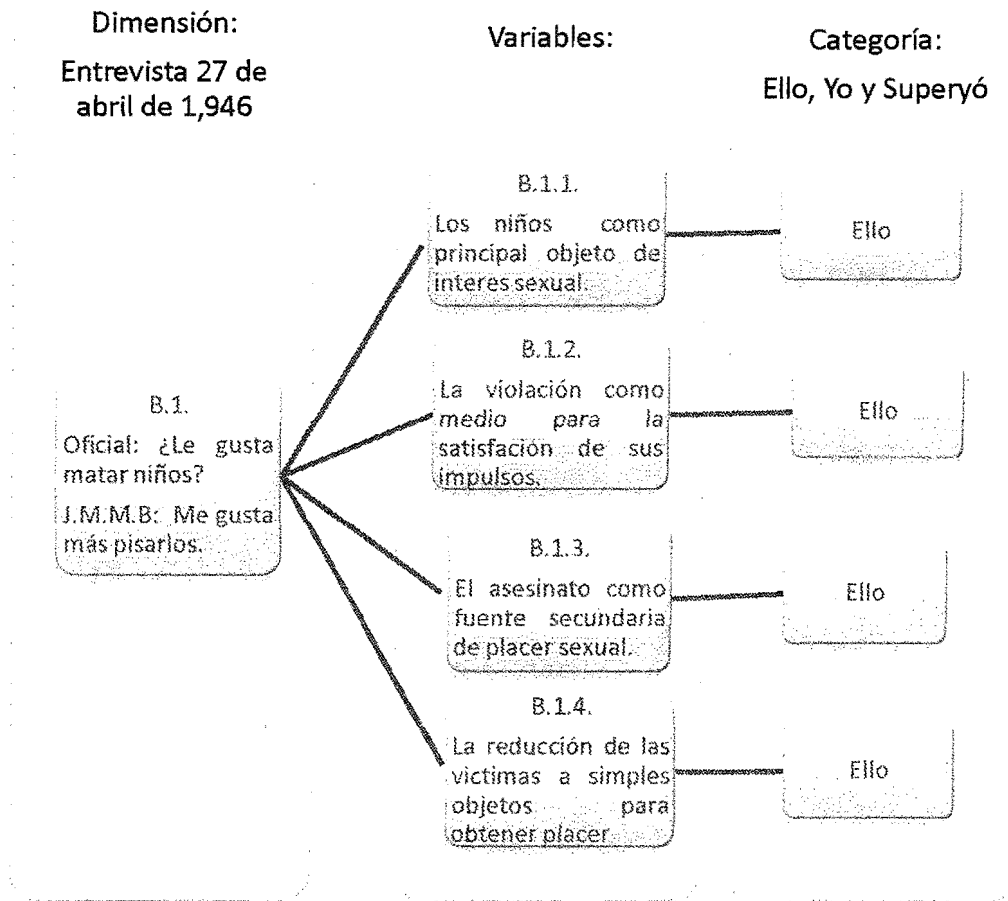 Dimensión:
Entrevista 27 de
abril de 1,946
Variables:
Categoría:
Ello, Yo y Superyó
B.1.
Oficial: ¿Le gusta
matar niños?
J.M.M.B: Me gusta
más pisarlos.
B.1.1.
Los niños como
principal objeto de
interes sexual.
Ello
B.1.2.
La violación como
medio para la
satisfación de sus
impulsos.
Ello
B.1.3.
El asesinato como
fuente secundaria
de placer sexual.
Ello
B.1.4.
La reducción de las
victimas a simples
objetos para
obtener placer
Ello